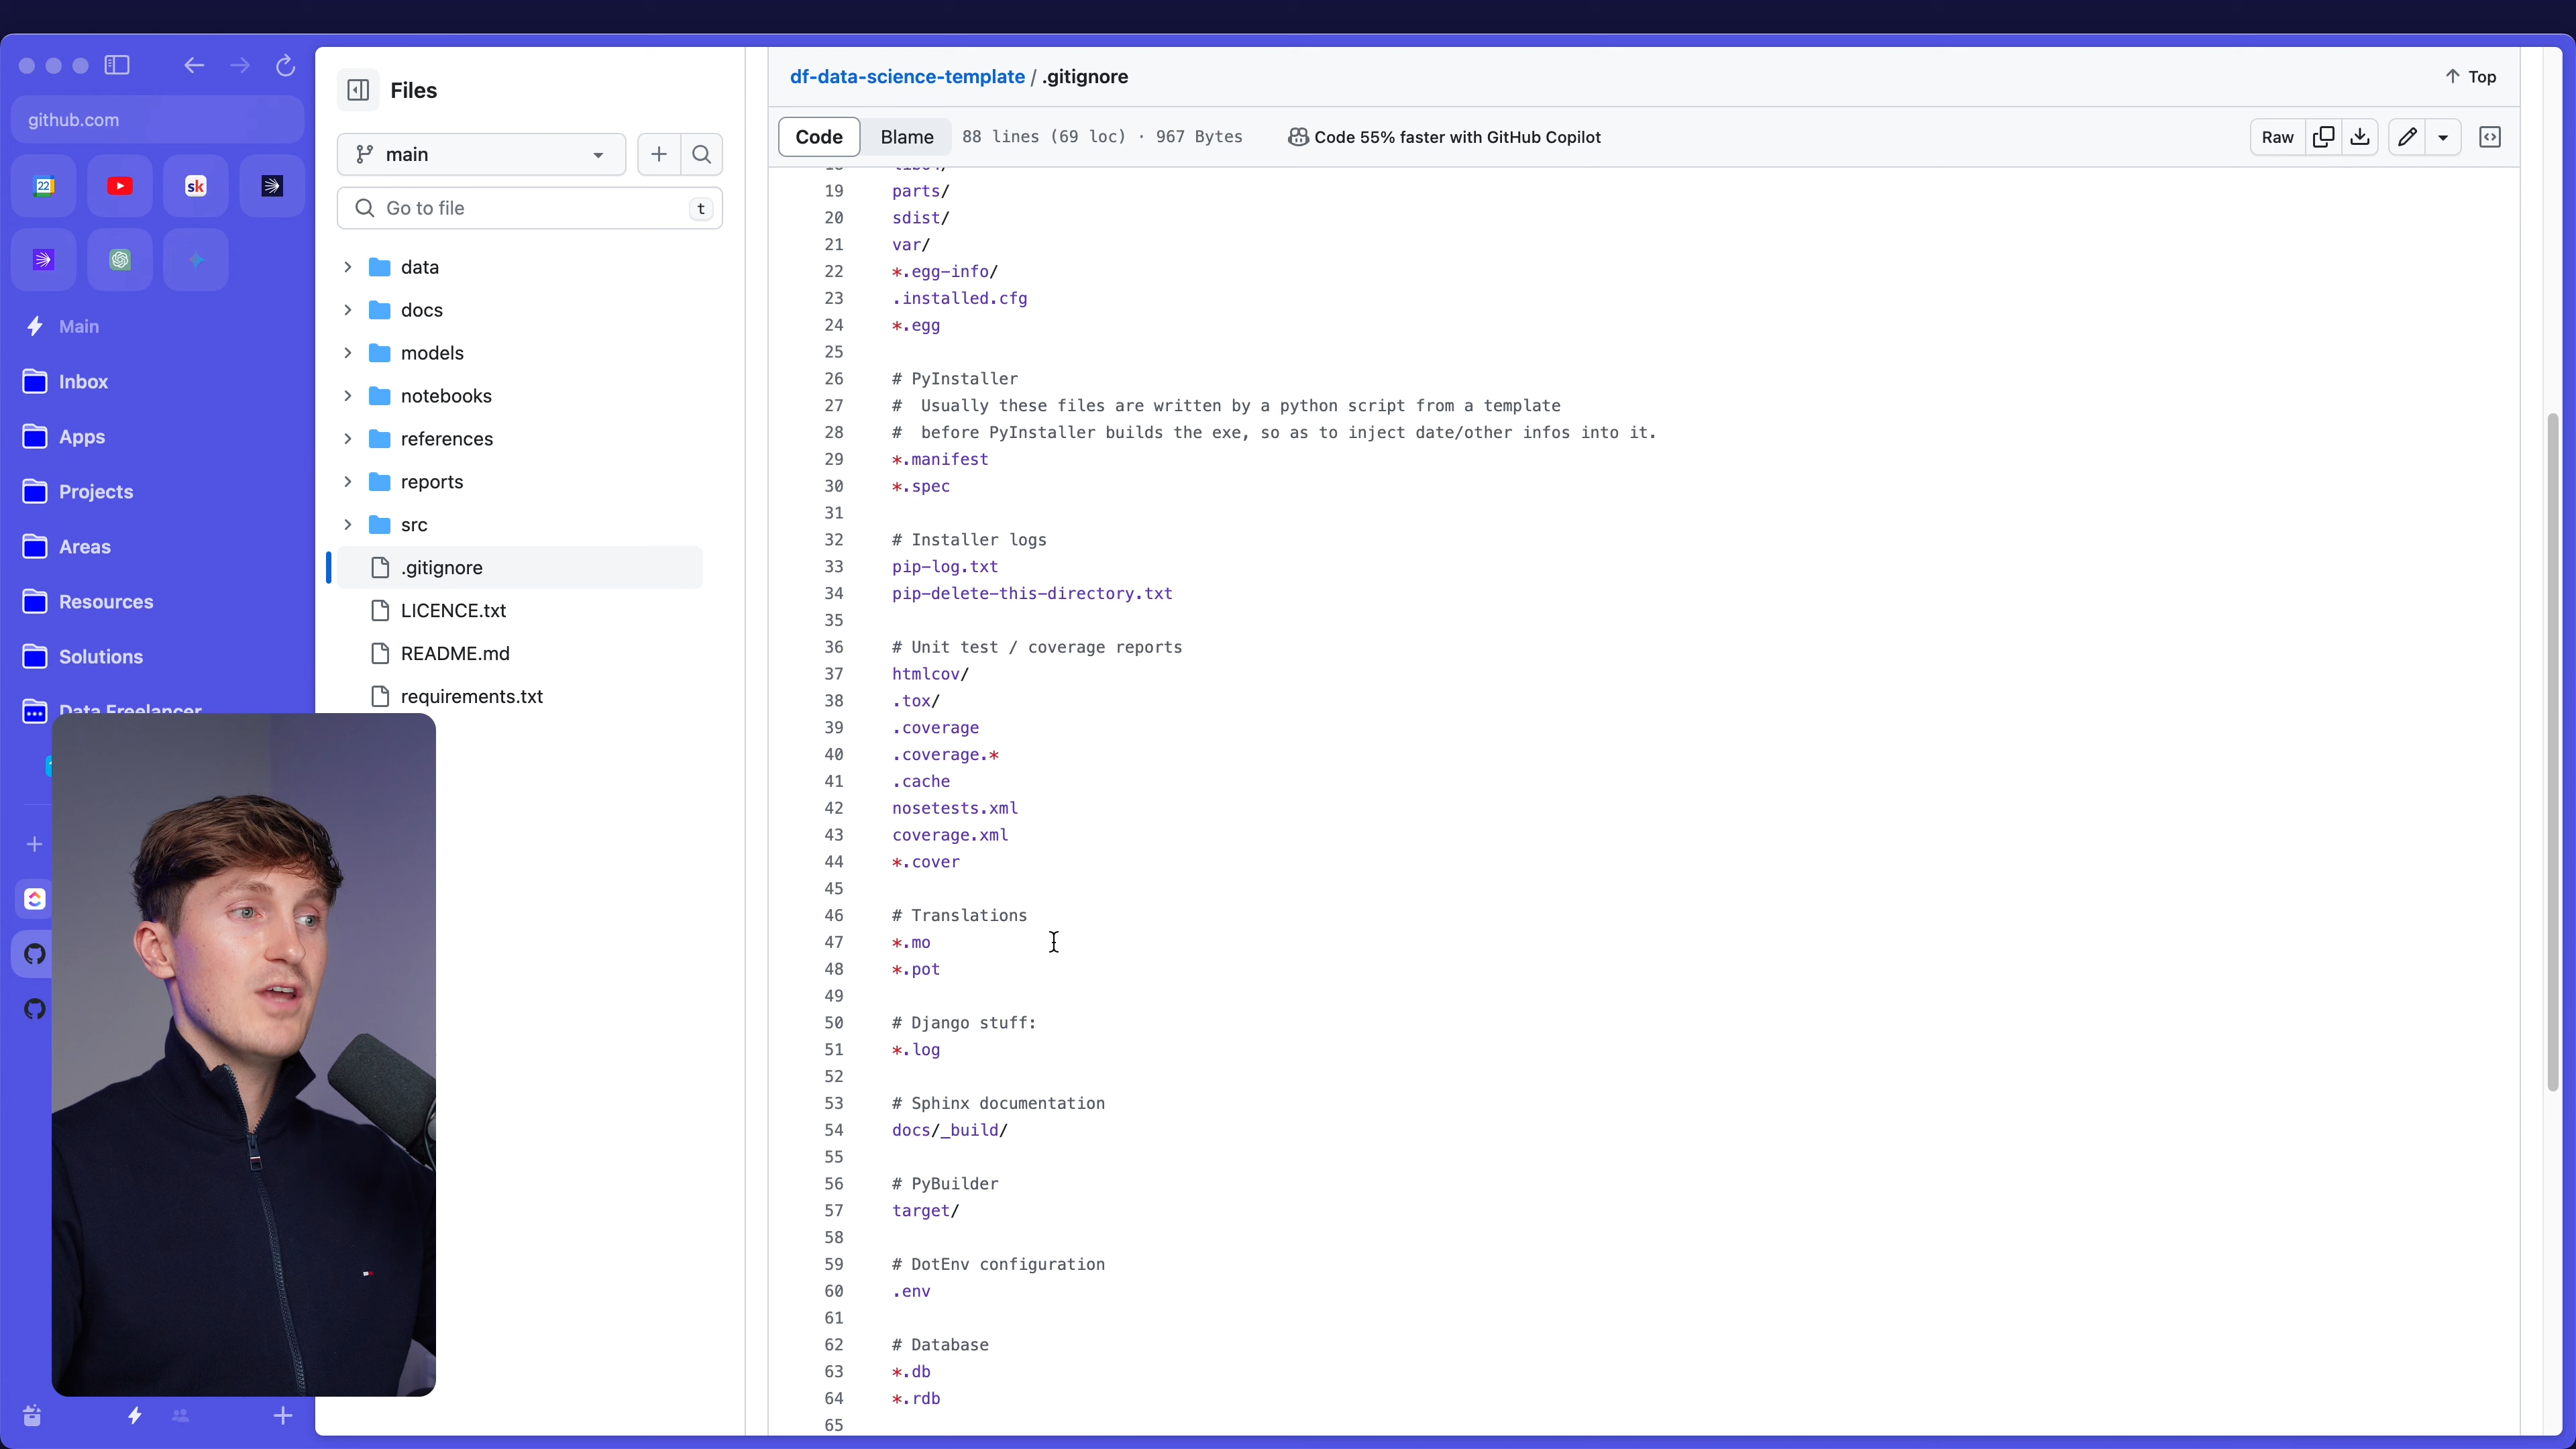 github.com
22
sk
Main
Inbox
Apps
Projects
Areas
Resources
Solutions
Data Freelancer
Files
main
Go to file
t
data
docs
models
notebooks
references
reports
src
.gitignore
LICENCE.txt
README.md
requirements.txt
df-data-science-template / .gitignore
Top
Code
Blame
88 lines (69 loc) · 967 Bytes
Code 55% faster with GitHub Copilot
Raw
19 parts/
20 sdist/
21 var/
22 *.egg-info/
23 .installed.cfg
24 *.egg
25
26 # PyInstaller
27 #  Usually these files are written by a python script from a template
28 #  before PyInstaller builds the exe, so as to inject date/other infos into it.
29 *.manifest
30 *.spec
31
32 # Installer logs
33 pip-log.txt
34 pip-delete-this-directory.txt
35
36 # Unit test / coverage reports
37 htmlcov/
38 .tox/
39 .coverage
40 .coverage.*
41 .cache
42 nosetests.xml
43 coverage.xml
44 *.cover
45
46 # Translations
47 *.mo
48 *.pot
49
50 # Django stuff:
51 *.log
52
53 # Sphinx documentation
54 docs/_build/
55
56 # PyBuilder
57 target/
58
59 # DotEnv configuration
60 .env
61
62 # Database
63 *.db
64 *.rdb
65